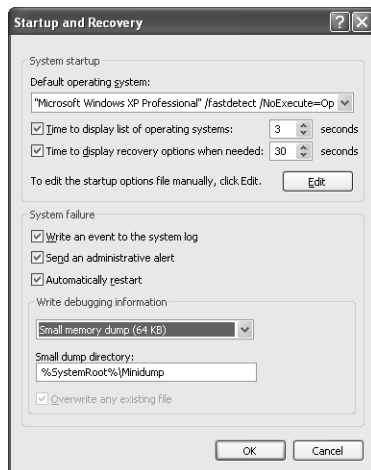 Startup and Recovery
System startup
Default operating system:
"Microsoft Windows XP Professional" /fastdetect /NoExecute=Op
Time to display list of operating systems: 3 seconds
Time to display recovery options when needed: 30 seconds
To edit the startup options file manually, click Edit. Edit
System failure
Write an event to the system log
Send an administrative alert
Automatically restart
Write debugging information
Small memory dump (64 KB)
Small dump directory:
%SystemRoot%\Minidump
Overwrite any existing file
OK Cancel